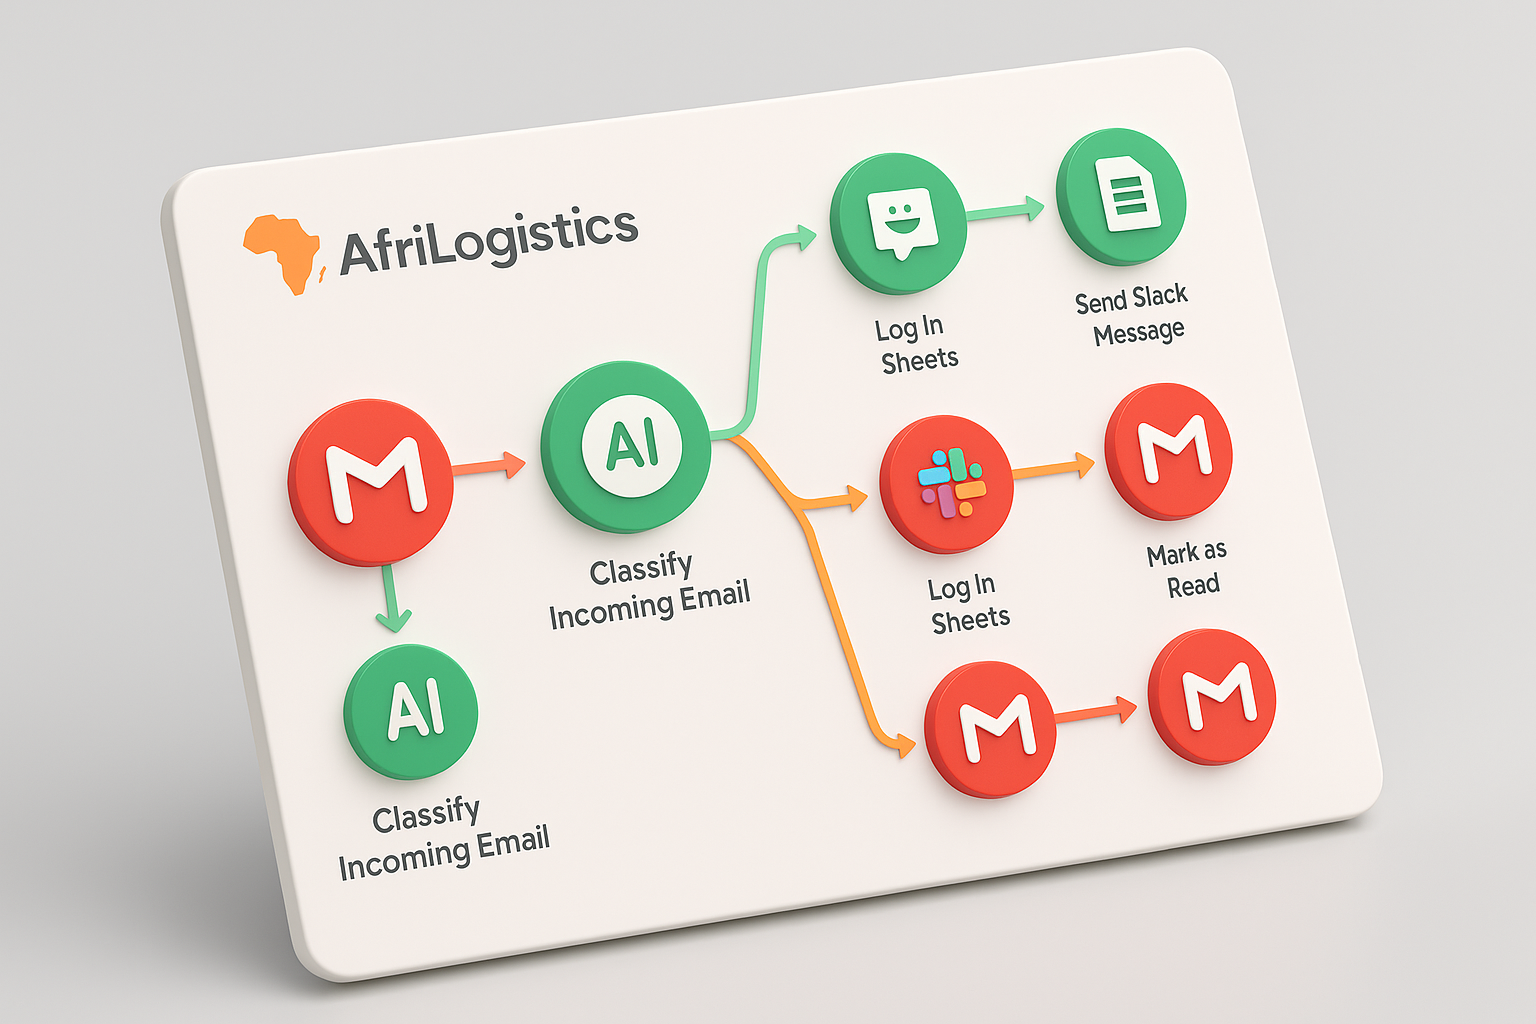 AfriLogistics
Log In
Sheets
Send Slack
Message
AI
Classify
Incoming Email
Log In
Sheets
Mark as
Read
AI
Classify
Incoming Email